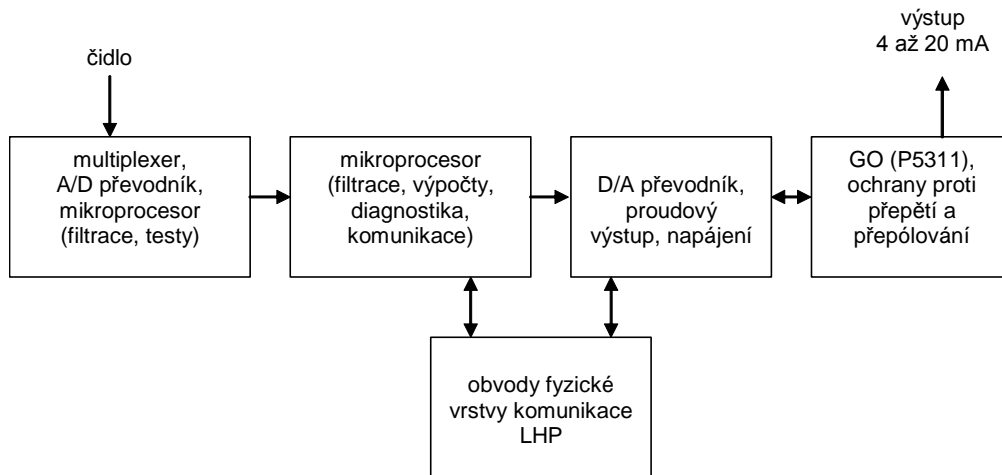 výstup
4 až 20 mA
čidlo
multiplexer,
A/D převodník,
mikroprocesor
(filtrace, testy)
mikroprocesor
(filtrace, výpočty,
diagnostika,
komunikace)
D/A převodník,
proudový
výstup, napájení
GO (P5311),
ochrany proti
přepětí a
přepólování
obvody fyzické
vrstvy komunikace
LHP